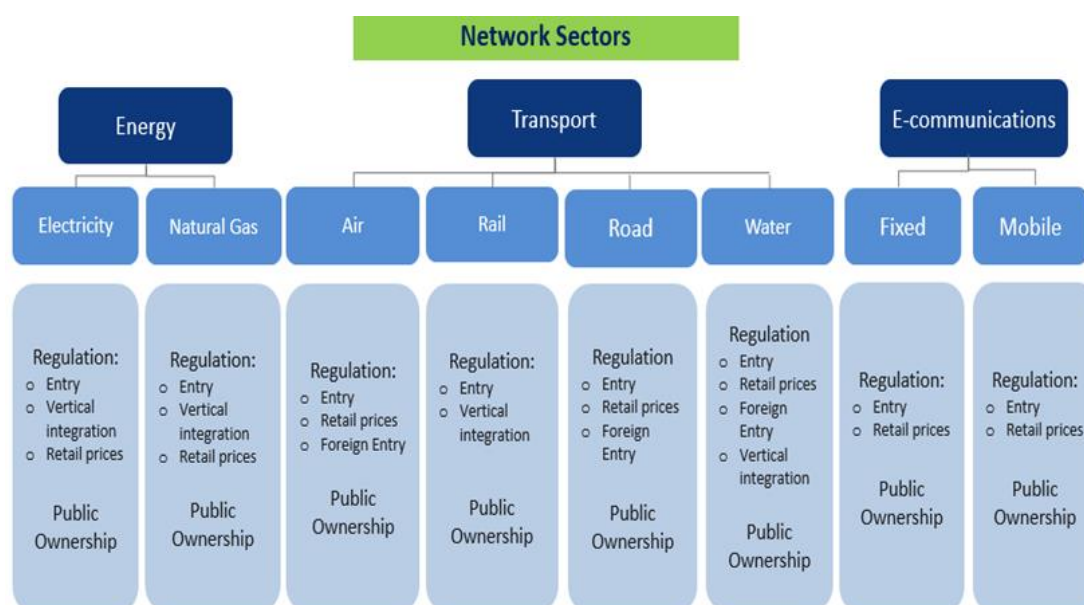 Network Sectors
Energy
Transport
E-communications
Electricity
Natural Gas
Air
Rail
Road
Water
Fixed
Mobile
Regulation:
o Entry
o Vertical
integration
o Retail prices
Public
Ownership
Regulation:
o Entry
o Vertical
integration
o Retail prices
Public
Ownership
Regulation:
o Entry
o Retail prices
o Foreign Entry
Public
Ownership
Regulation:
o Entry
o Vertical
integration
Public
Ownership
Regulation
o Entry
o Retail prices
o Foreign
Entry
Public
Ownership
Regulation
o Entry
o Retail prices
o Foreign
Entry
o Vertical
integration
Public
Ownership
Regulation:
o Entry
o Retail prices
Public
Ownership
Regulation:
o Entry
o Retail prices
Public
Ownership